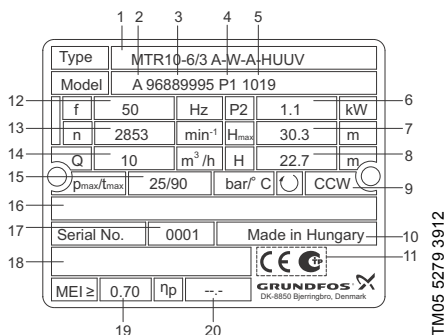 1 2 3 4 5
Type MTR10-6/3 A-W-A-HUUV
Model A 96889995 P1 1019
12 f 50 Hz P2 1.1 kW 6
13 n 2853 min-1 Hmax 30.3 m 7
14 Q 10 m3/h H 22.7 m 8
15 pmax/tmax 25/90 bar/°C CCW 9
16
17 Serial No. 0001 Made in Hungary 10
18 CE C TP 11
MEI ≥ 0.70 ηp --.- GRUNDFOS
DK-8850 Bjerringbro, Denmark
19 20
TM05 5279 3912